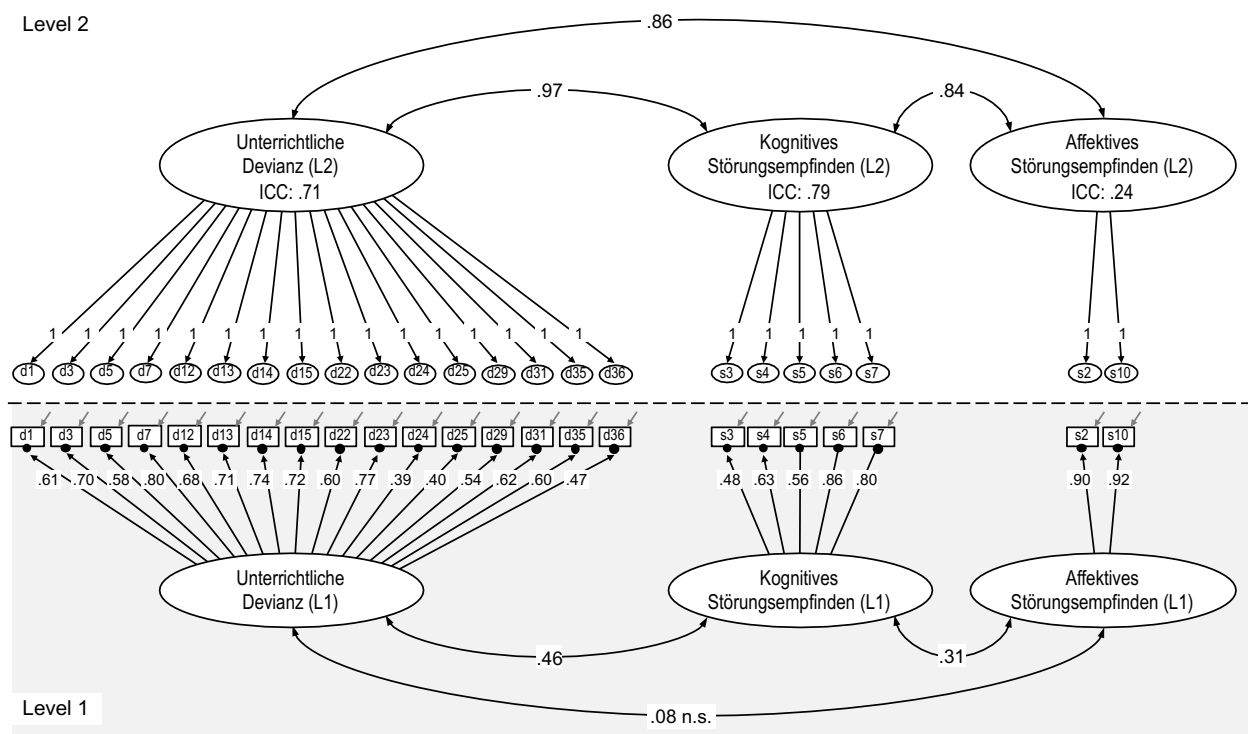 Level 2
.86
.97
.84
Unterrichtliche
Devianz (L2)
ICC: .71
Kognitives
Störungsempfinden (L2)
ICC: .79
Affektives
Störungsempfinden (L2)
ICC: .24
1 1 1 1 1 1 1 1 1 1 1 1 1 1 1 1 1 1 1 1 1 1 1
d1 d3 d5 d7 d12 d13 d14 d15 d22 d23 d24 d25 d29 d31 d35 d36 s3 s4 s5 s6 s7 s2 s10
d1 d3 d5 d7 d12 d13 d14 d15 d22 d23 d24 d25 d29 d31 d35 d36 s3 s4 s5 s6 s7 s2 s10
.61 .70 .58 .80 .68 .71 .74 .72 .60 .77 .39 .40 .54 .62 .60 .47 .48 .63 .56 .86 .80 .90 .92
Unterrichtliche
Devianz (L1)
Kognitives
Störungsempfinden (L1)
Affektives
Störungsempfinden (L1)
.46
.31
Level 1
.08 n.s.